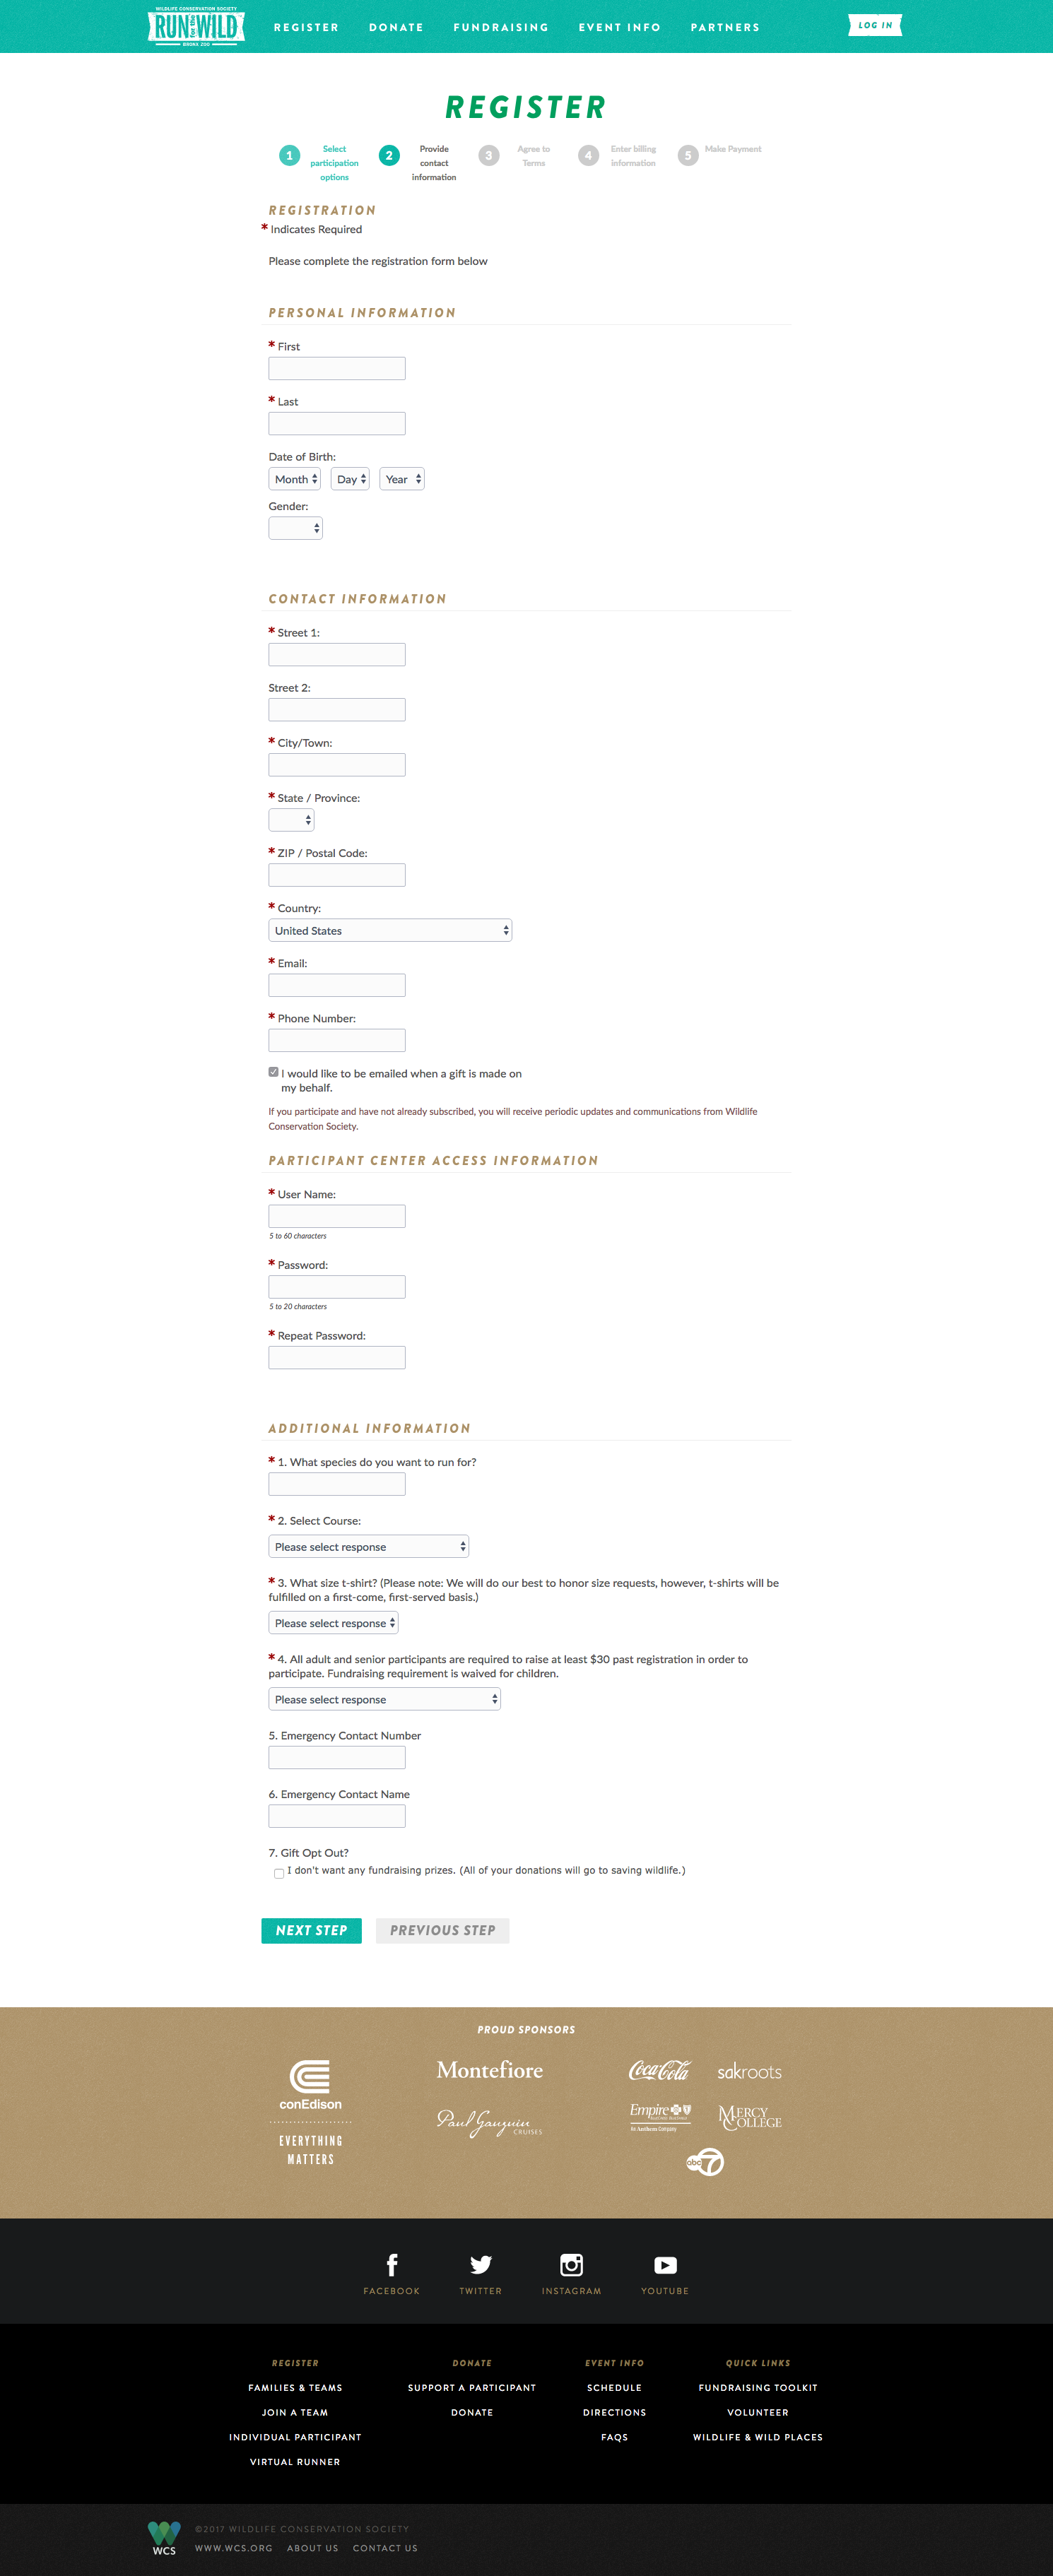 WILDLIFE CONSERVATION SOCIETY
RUN for the WILD
BRONX ZOO
REGISTER
DONATE
FUNDRAISING
EVENT INFO
PARTNERS
LOG IN
REGISTER
1
Select
participation
options
2
Provide
contact
information
3
Agree to
Terms
4
Enter billing
information
5
Make Payment
REGISTRATION
* Indicates Required
Please complete the registration form below
PERSONAL INFORMATION
* First
* Last
Date of Birth:
Month
Day
Year
Gender:
CONTACT INFORMATION
* Street 1:
Street 2:
* City/Town:
* State / Province:
* ZIP / Postal Code:
* Country:
United States
* Email:
* Phone Number:
I would like to be emailed when a gift is made on
my behalf.
If you participate and have not already subscribed, you will receive periodic updates and communications from Wildlife
Conservation Society.
PARTICIPANT CENTER ACCESS INFORMATION
* User Name:
5 to 60 characters
* Password:
5 to 20 characters
* Repeat Password:
ADDITIONAL INFORMATION
* 1. What species do you want to run for?
* 2. Select Course:
Please select response
* 3. What size t-shirt? (Please note: We will do our best to honor size requests, however, t-shirts will be
fulfilled on a first-come, first-served basis.)
Please select response
* 4. All adult and senior participants are required to raise at least $30 past registration in order to
participate. Fundraising requirement is waived for children.
Please select response
5. Emergency Contact Number
6. Emergency Contact Name
7. Gift Opt Out?
I don't want any fundraising prizes. (All of your donations will go to saving wildlife.)
NEXT STEP
PREVIOUS STEP
PROUD SPONSORS
conEdison
EVERYTHING
MATTERS
Montefiore
Paul Gauguin
CRUISES
Coca-Cola
sakroots
Empire
An Anthem Company
MERCY
COLLEGE
abc 7
FACEBOOK
TWITTER
INSTAGRAM
YOUTUBE
REGISTER
FAMILIES & TEAMS
JOIN A TEAM
INDIVIDUAL PARTICIPANT
VIRTUAL RUNNER
DONATE
SUPPORT A PARTICIPANT
DONATE
EVENT INFO
SCHEDULE
DIRECTIONS
FAQS
QUICK LINKS
FUNDRAISING TOOLKIT
VOLUNTEER
WILDLIFE & WILD PLACES
WCS
©2017 WILDLIFE CONSERVATION SOCIETY
WWW.WCS.ORG
ABOUT US
CONTACT US